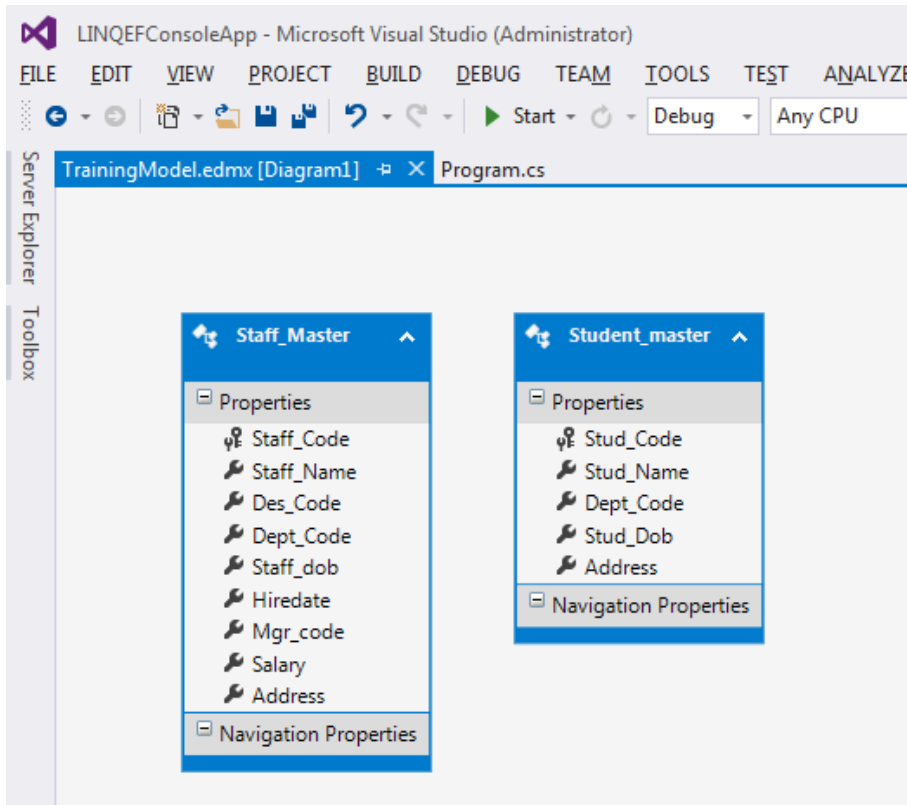 LINQEFConsoleApp - Microsoft Visual Studio (Administrator)
FILE EDIT VIEW PROJECT BUILD DEBUG TEAM TOOLS TEST ANALYZE
Start Debug Any CPU
Server Explorer
Toolbox
TrainingModel.edmx [Diagram1] Program.cs
Staff_Master
Properties
Staff_Code
Staff_Name
Des_Code
Dept_Code
Staff_dob
Hiredate
Mgr_code
Salary
Address
Navigation Properties
Student_master
Properties
Stud_Code
Stud_Name
Dept_Code
Stud_Dob
Address
Navigation Properties